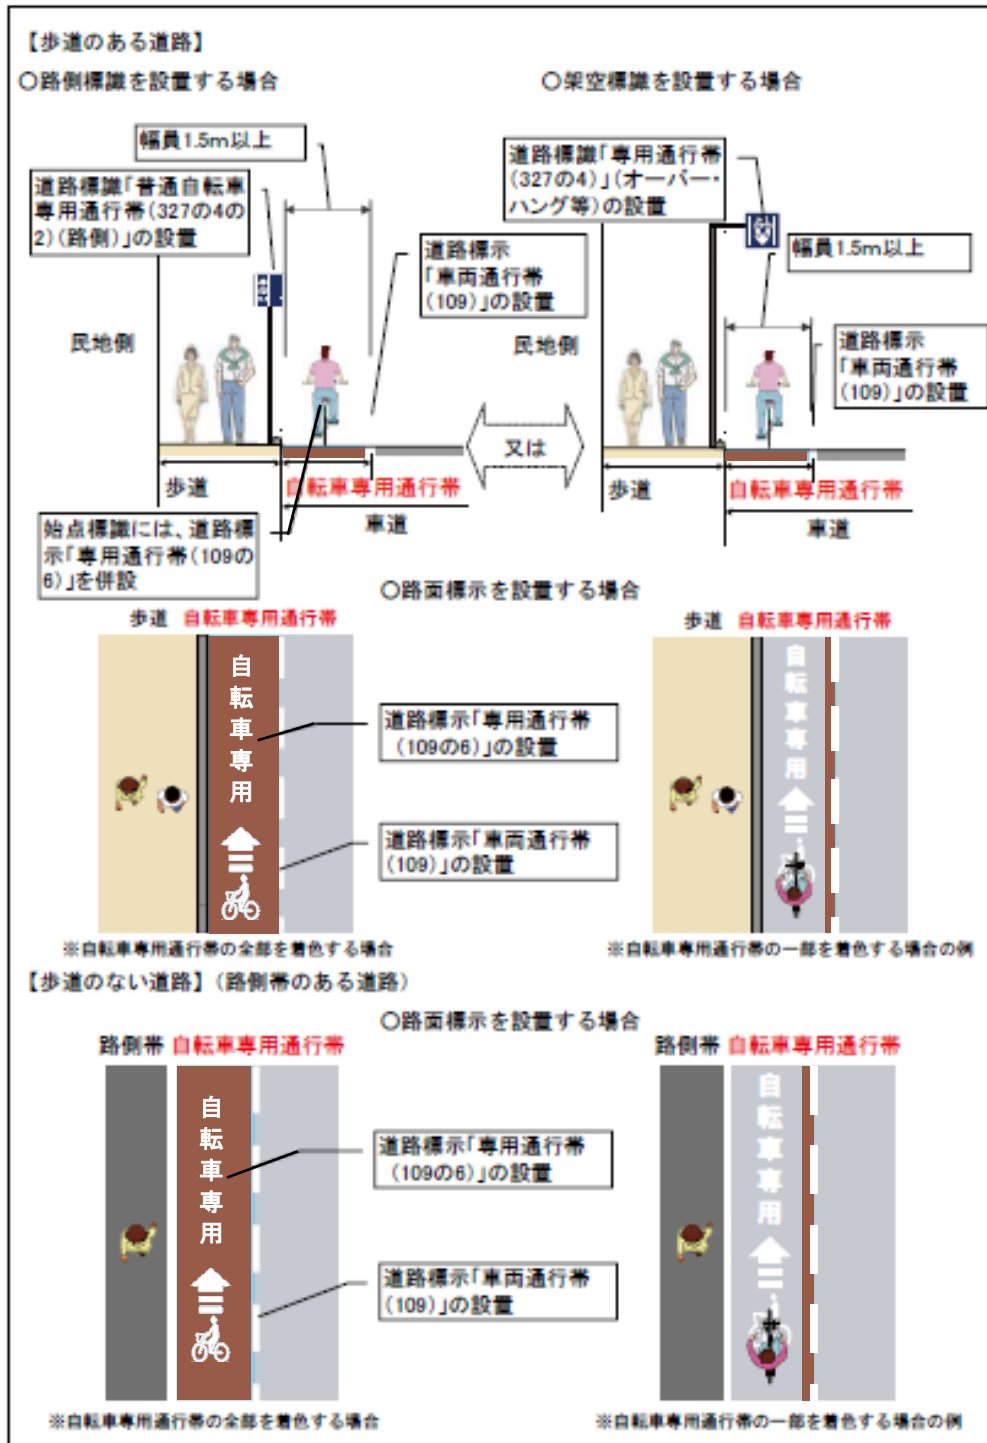 【歩道のある道路】
○路側標識を設置する場合
○架空標識を設置する場合
幅員1.5m以上
道路標識「普通自転車
専用通行帯(327の4の
2)(路側)」の設置
道路標示
「車両通行帯
(109)」の設置
民地側
歩道
自転車専用通行帯
車道
始点標識には、道路標
示「専用通行帯(109の
6)」を併設
又は
道路標識「専用通行帯
(327の4)」(オーバー・
ハング等)の設置
幅員1.5m以上
民地側
道路標示
「車両通行帯
(109)」の設置
歩道
自転車専用通行帯
車道
○路面標示を設置する場合
歩道 自転車専用通行帯
自転車専用
道路標示「専用通行帯
(109の6)」の設置
道路標示「車両通行帯
(109)」の設置
※自転車専用通行帯の全部を着色する場合
歩道 自転車専用通行帯
自転車専用
※自転車専用通行帯の一部を着色する場合の例
【歩道のない道路】(路側帯のある道路)
○路面標示を設置する場合
路側帯 自転車専用通行帯
自転車専用
道路標示「専用通行帯
(109の6)」の設置
道路標示「車両通行帯
(109)」の設置
※自転車専用通行帯の全部を着色する場合
路側帯 自転車専用通行帯
自転車専用
※自転車専用通行帯の一部を着色する場合の例